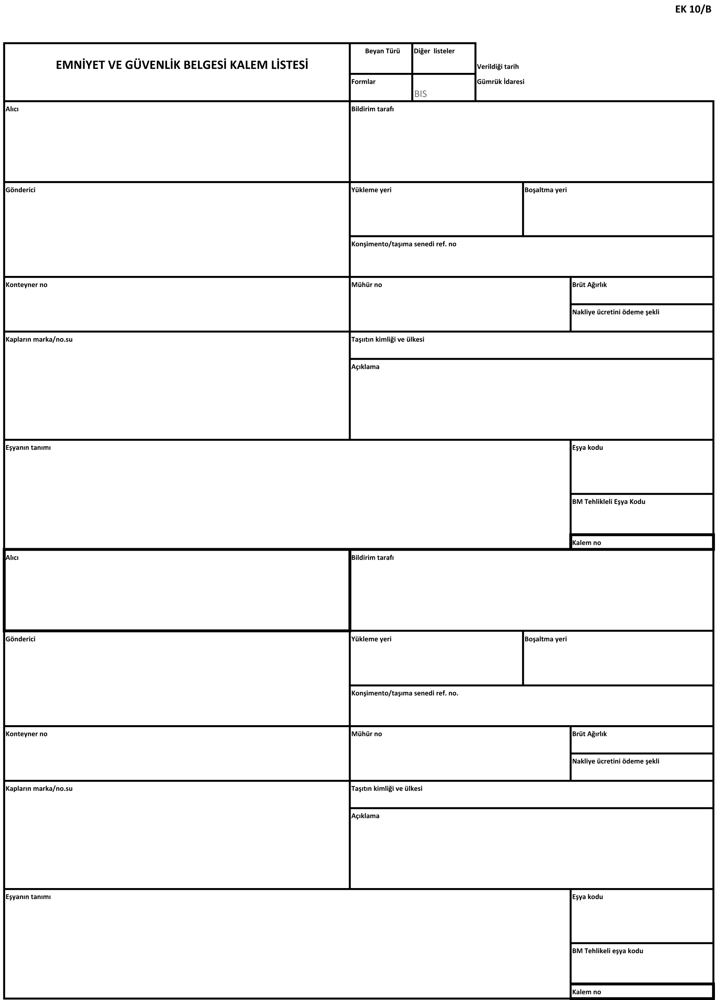 EK 10/B
EMNİYET VE GÜVENLİK BELGESİ KALEM LİSTESİ
Beyan Türü
Diğer listeler
Verildiği tarih
Formlar
BIS
Gümrük İdaresi
Alıcı
Bildirim tarafı
Gönderici
Yükleme yeri
Boşaltma yeri
Konşimento/taşıma senedi ref. no
Konteyner no
Mühür no
Brüt Ağırlık
Nakliye ücretini ödeme şekli
Kapların marka/no.su
Taşııtın kimliği ve ülkesi
Açıklama
Eşyanın tanımı
Eşya kodu
BM Tehlikleli Eşya Kodu
Kalem no
Alıcı
Bildirim tarafı
Gönderici
Yükleme yeri
Boşaltma yeri
Konşimento/taşıma senedi ref. no.
Konteyner no
Mühür no
Brüt Ağırlık
Nakliye ücretini ödeme şekli
Kapların marka/no.su
Taşıtın kimliği ve ülkesi
Açıklama
Eşyanın tanımı
Eşya kodu
BM Tehlikeli eşya kodu
Kalem no